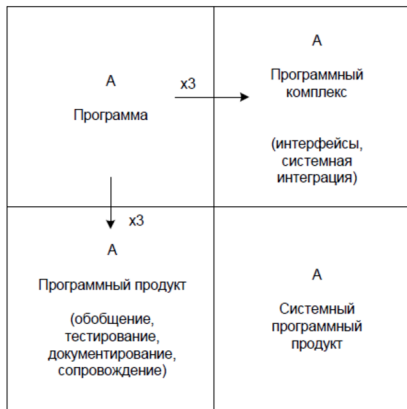 А
Программа
x3
А
Программный
комплекс
(интерфейсы,
системная
интеграция)
x3
А
Программный продукт
(обобщение,
тестирование,
документирование,
сопровождение)
А
Системный
программный
продукт